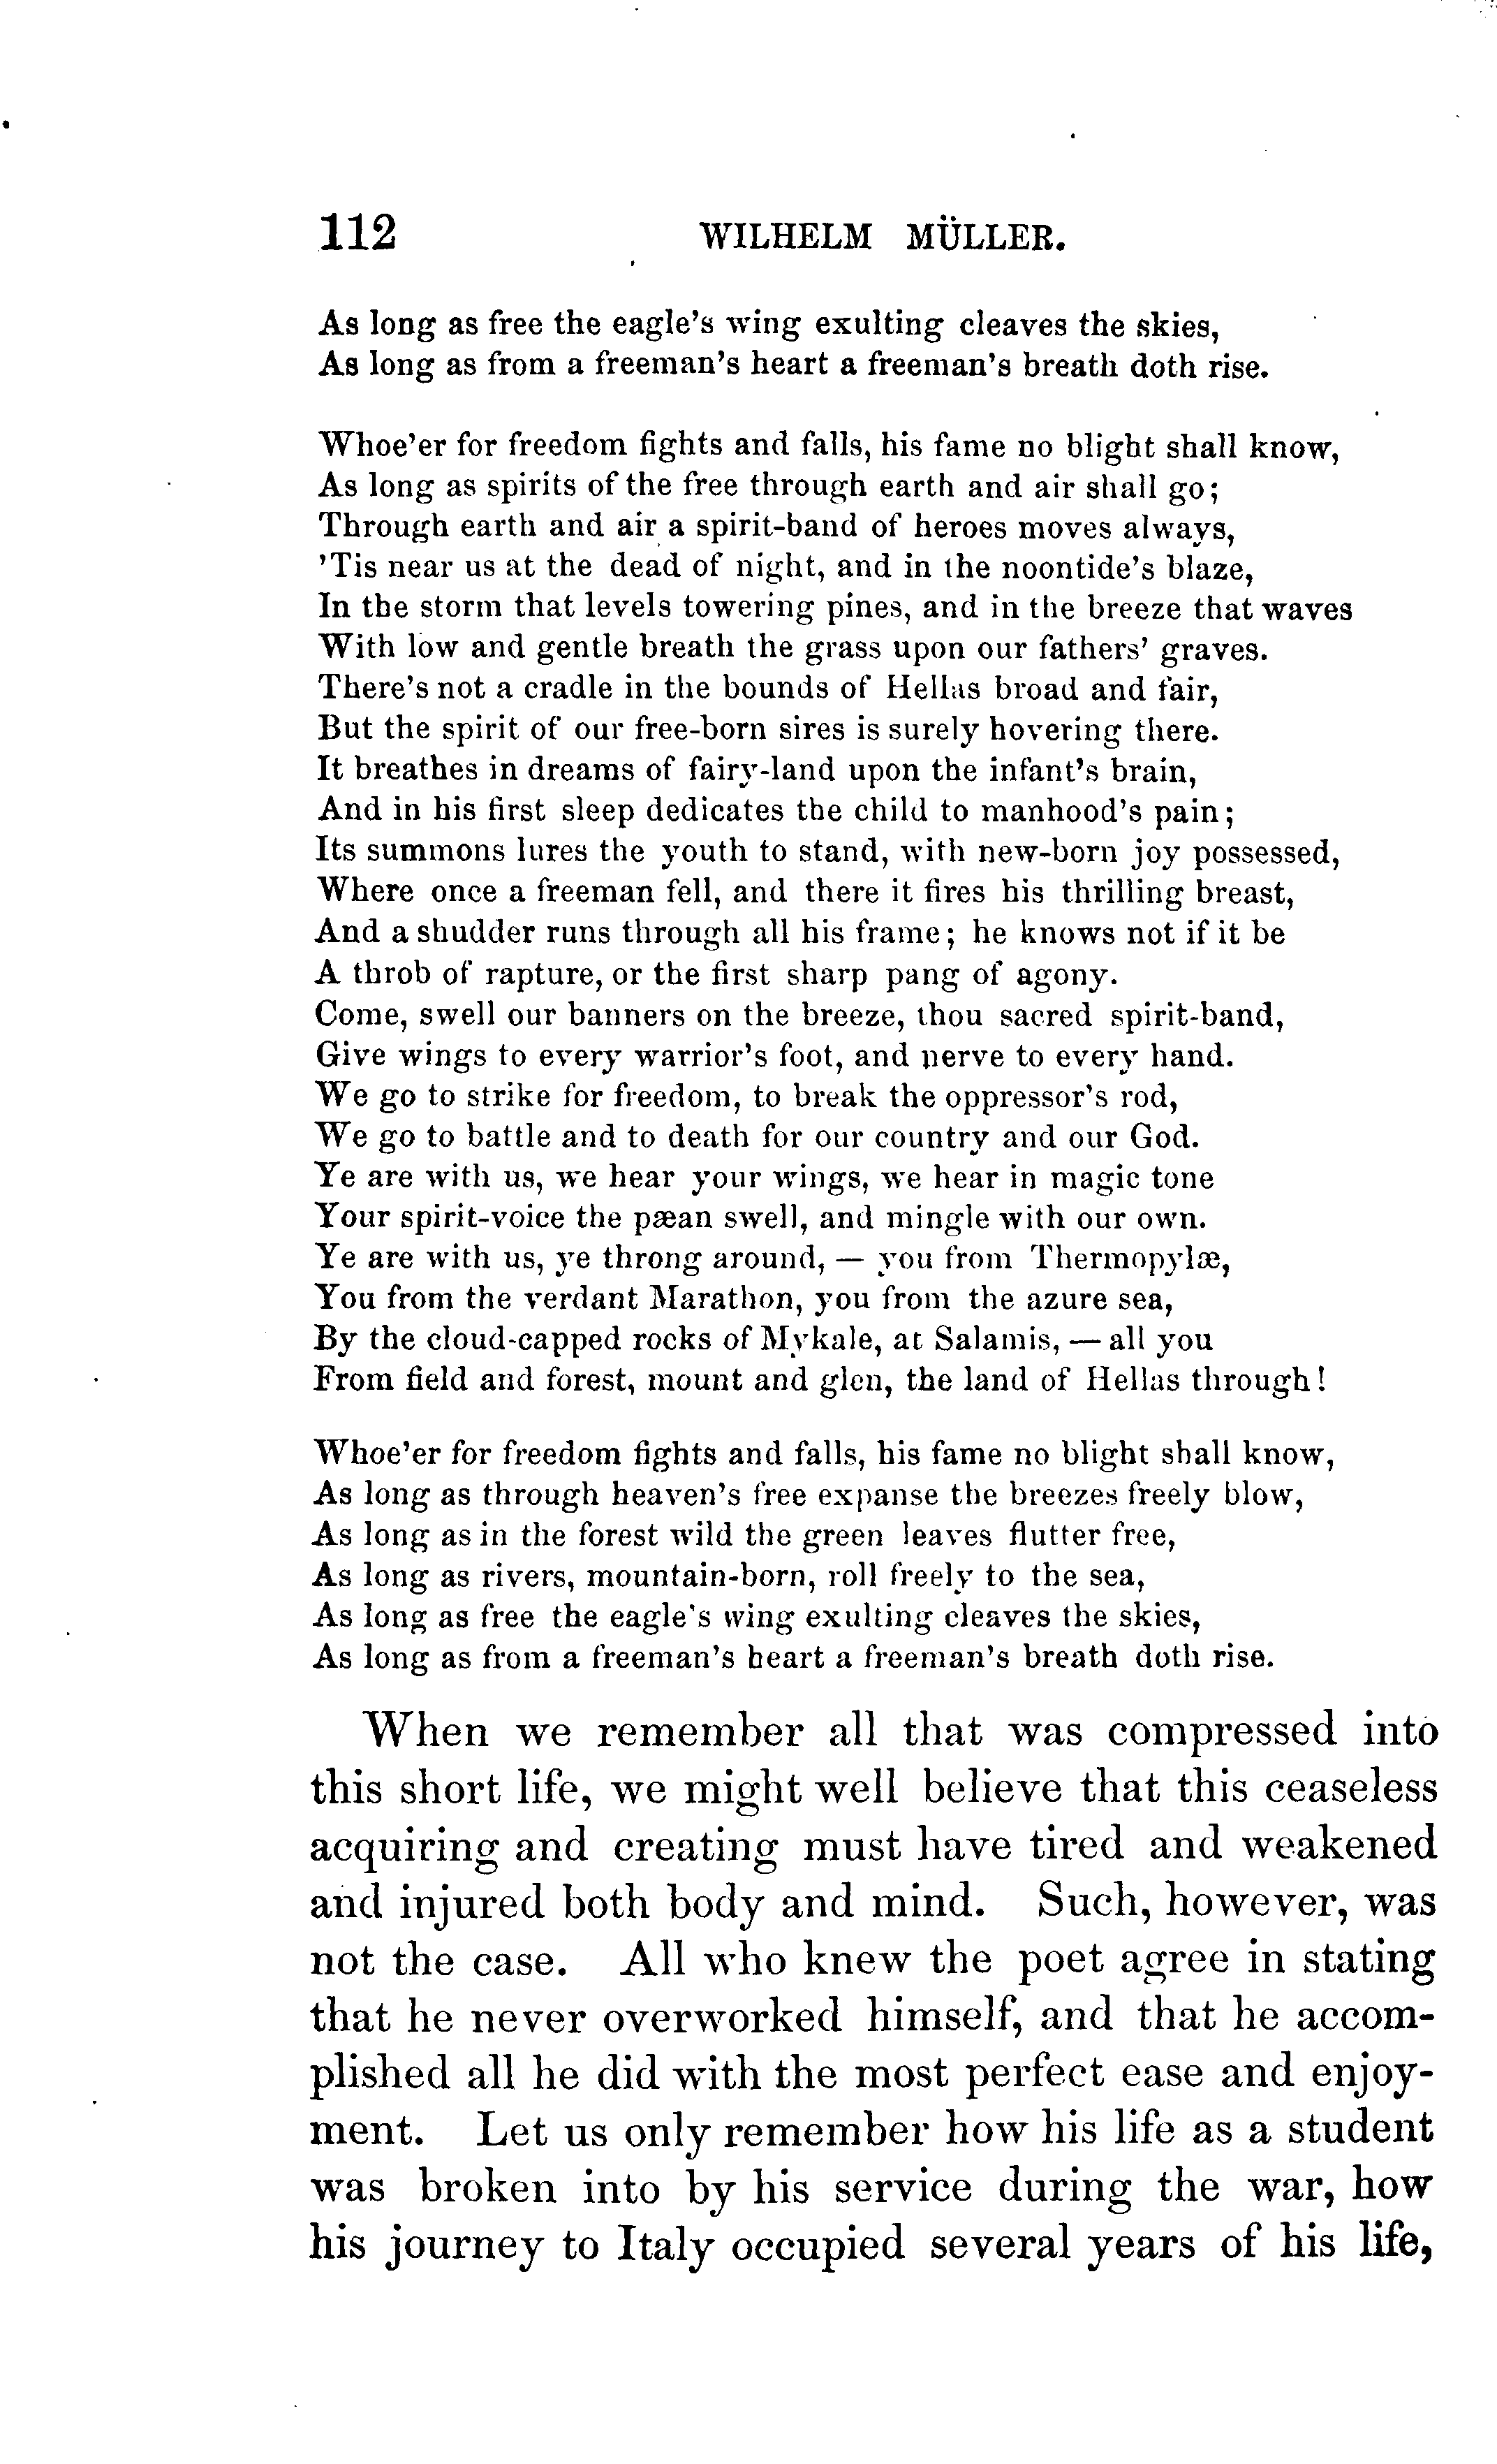 112 WILHELM MÜLLER.
As long as free the eagle's wing exulting cleaves the skies,
As long as from a freeman's heart a freeman's breath doth rise.
Whoe'er for freedom fights and falls, his fame no blight shall know,
As long as spirits of the free through earth and air shall go;
Through earth and air a spirit-band of heroes moves always,
'Tis near us at the dead of night, and in the noontide's blaze,
In the storm that levels towering pines, and in the breeze that waves
With low and gentle breath the grass upon our fathers' graves.
There's not a cradle in the bounds of Hellas broad and fair,
But the spirit of our free-born sires is surely hovering there.
It breathes in dreams of fairy-land upon the infant's brain,
And in his first sleep dedicates the child to manhood's pain;
Its summons lures the youth to stand, with new-born joy possessed,
Where once a freeman fell, and there it fires his thrilling breast,
And a shudder runs through all his frame; he knows not if it be
A throb of rapture, or the first sharp pang of agony.
Come, swell our banners on the breeze, thou sacred spirit-band,
Give wings to every warrior's foot, and nerve to every hand.
We go to strike for freedom, to break the oppressor's rod,
We go to battle and to death for our country and our God.
Ye are with us, we hear your wings, we hear in magic tone
Your spirit-voice the pæan swell, and mingle with our own.
Ye are with us, ye throng around, — you from Thermopylæ,
You from the verdant Marathon, you from the azure sea,
By the cloud-capped rocks of Mykale, at Salamis, — all you
From field and forest, mount and glen, the land of Hellas through!
Whoe'er for freedom fights and falls, his fame no blight shall know,
As long as through heaven's free expanse the breezes freely blow,
As long as in the forest wild the green leaves flutter free,
As long as rivers, mountain-born, roll freely to the sea,
As long as free the eagle's wing exulting cleaves the skies,
As long as from a freeman's heart a freeman's breath doth rise.
When we remember all that was compressed into
this short life, we might well believe that this ceaseless
acquiring and creating must have tired and weakened
and injured both body and mind. Such, however, was
not the case. All who knew the poet agree in stating
that he never overworked himself, and that he accom-
plished all he did with the most perfect ease and enjoy-
ment. Let us only remember how his life as a student
was broken into by his service during the war, how
his journey to Italy occupied several years of his life,